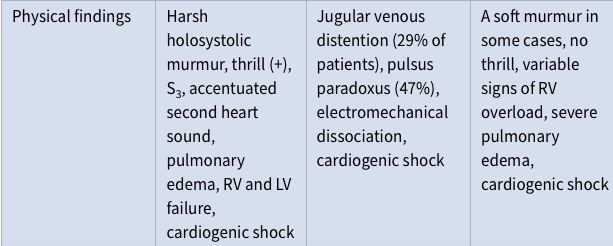 Physical findings
Harsh
holosystolic
murmur, thrill (+),
S₃, accentuated
second heart
sound,
pulmonary
edema, RV and LV
failure,
cardiogenic shock
Jugular venous
distention (29% of
patients), pulsus
paradoxus (47%),
electromechanical
dissociation,
cardiogenic shock
A soft murmur in
some cases, no
thrill, variable
signs of RV
overload, severe
pulmonary
edema,
cardiogenic shock